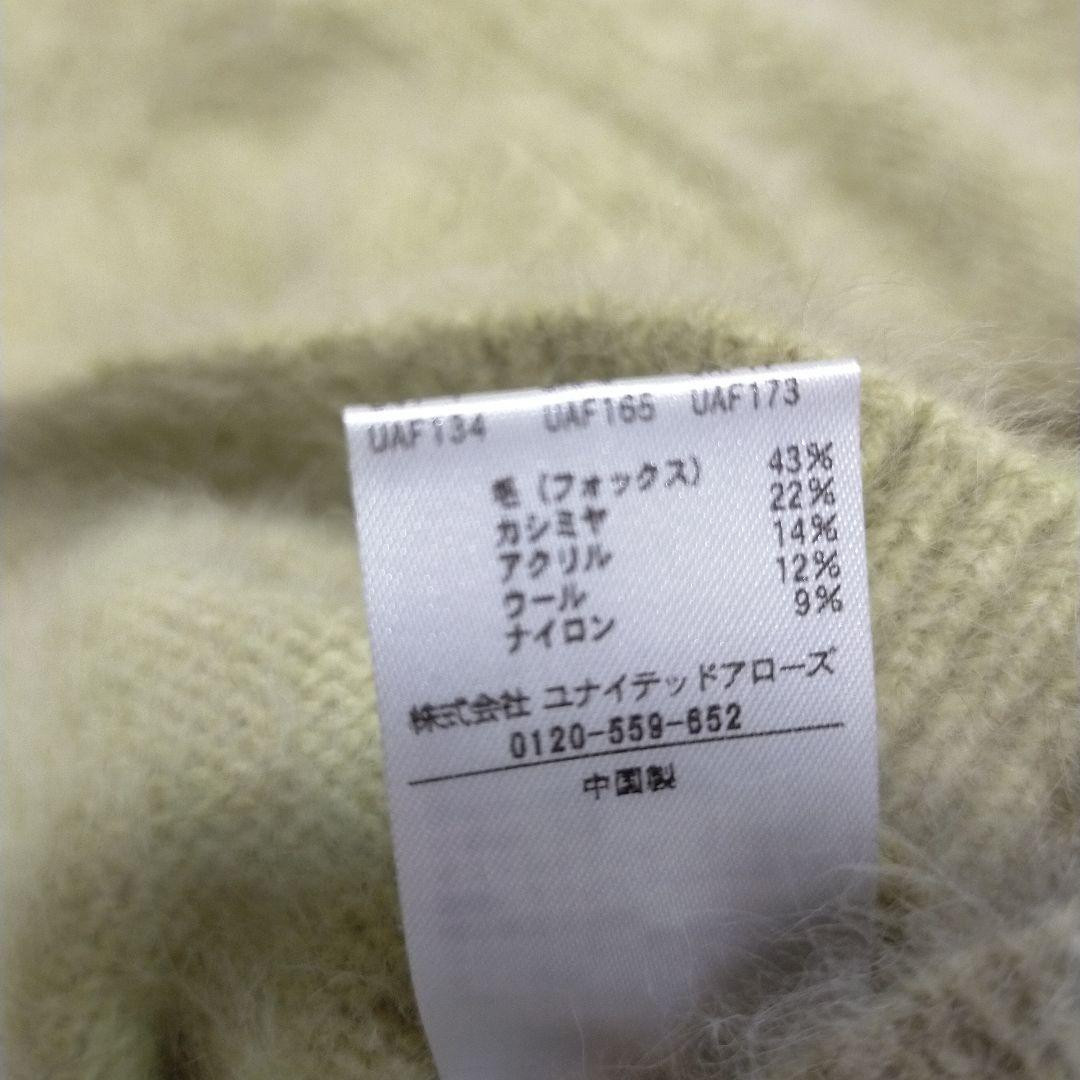 UAF134 UAF165 UAF173
毛(フォックス) 43%
カシミヤ 22%
アクリル 14%
ウール 12%
ナイロン 9%
株式会社 ユナイテッドアローズ
0120-559-652
中国製